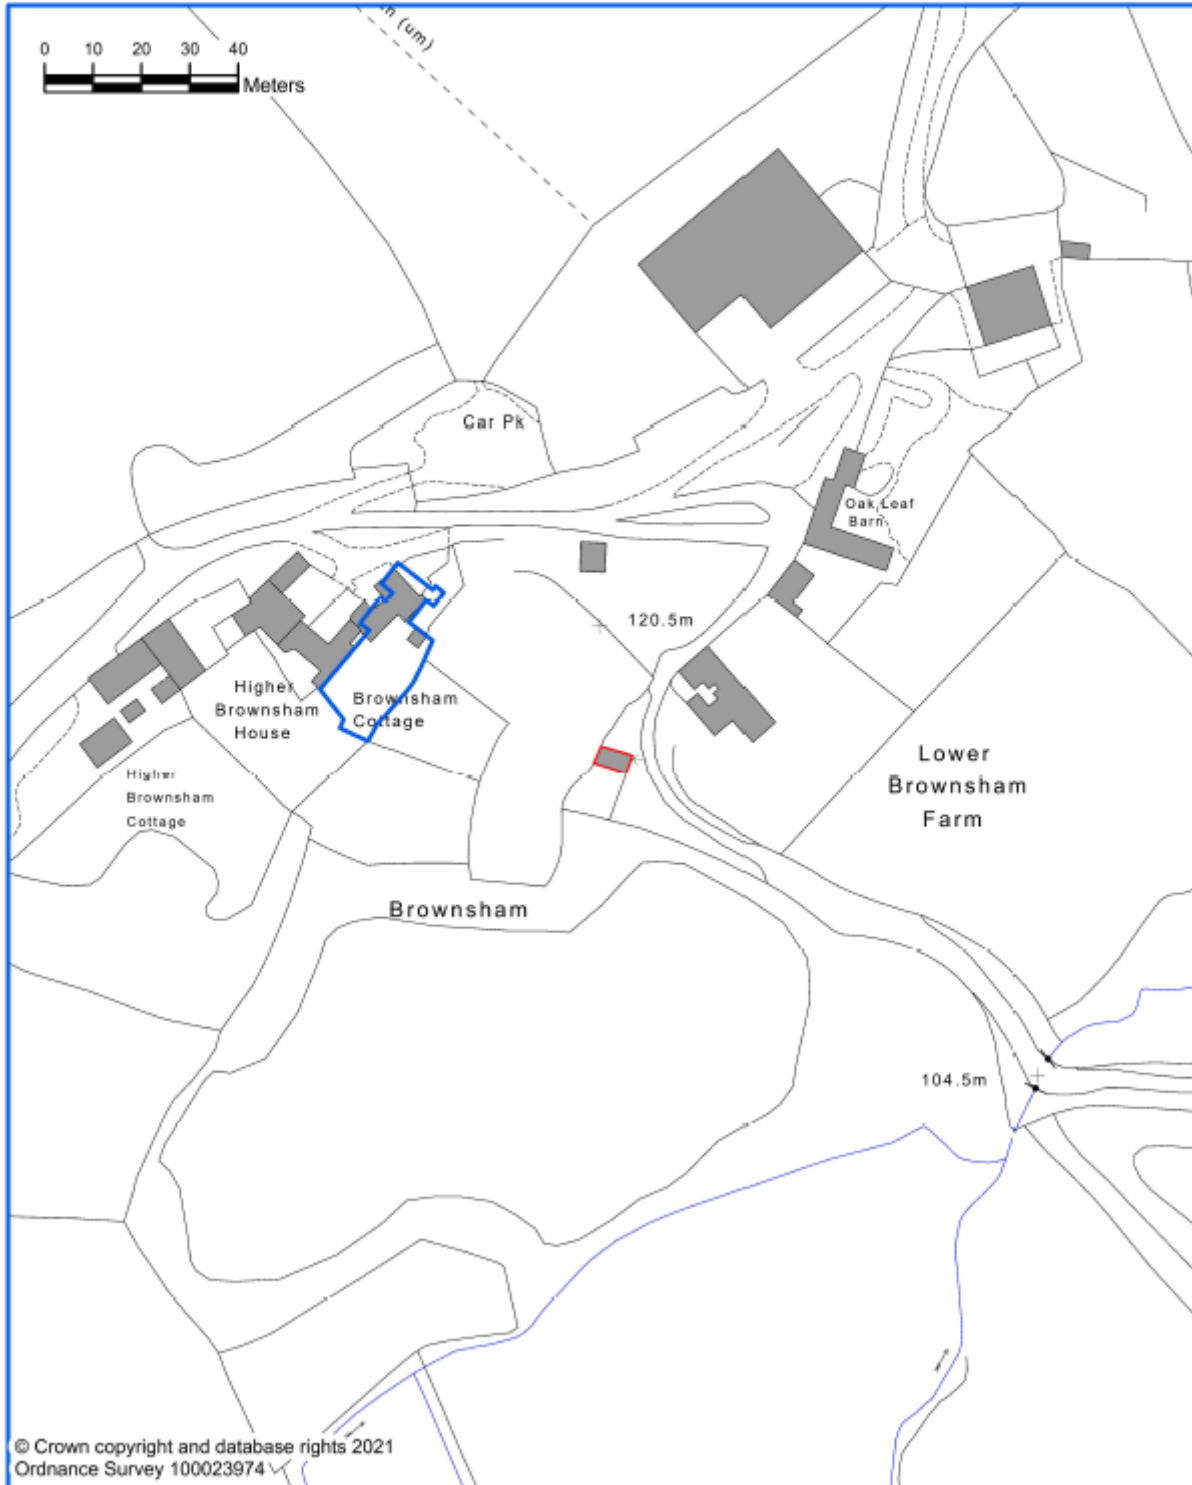 (um)
0 10 20 30 40
Meters
Car Pk
Oak Leaf
Barn
120.5m
Higher
Brownsham
House
Brownsham
Cottage
Higher
Brownsham
Cottage
Lower
Brownsham
Farm
Brownsham
104.5m
© Crown copyright and database rights 2021
Ordnance Survey 100023974